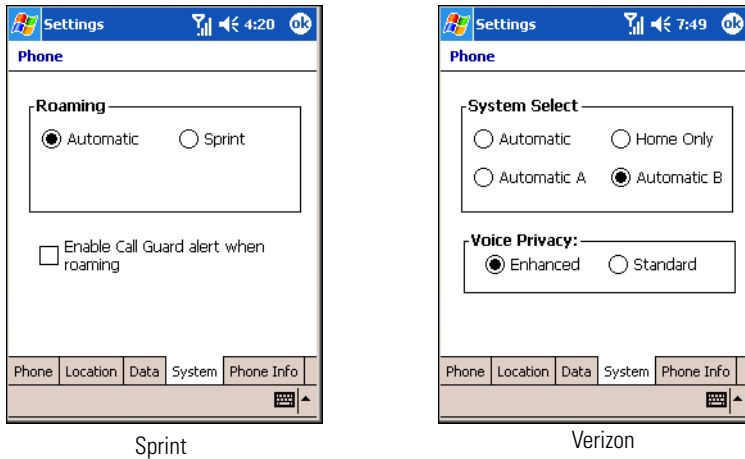 Settings 4:20 ok
Phone
Roaming
Automatic Sprint
Enable Call Guard alert when
roaming
Phone Location Data System Phone Info
Sprint
Settings 7:49 ok
Phone
System Select
Automatic Home Only
Automatic A Automatic B
Voice Privacy:
Enhanced Standard
Phone Location Data System Phone Info
Verizon